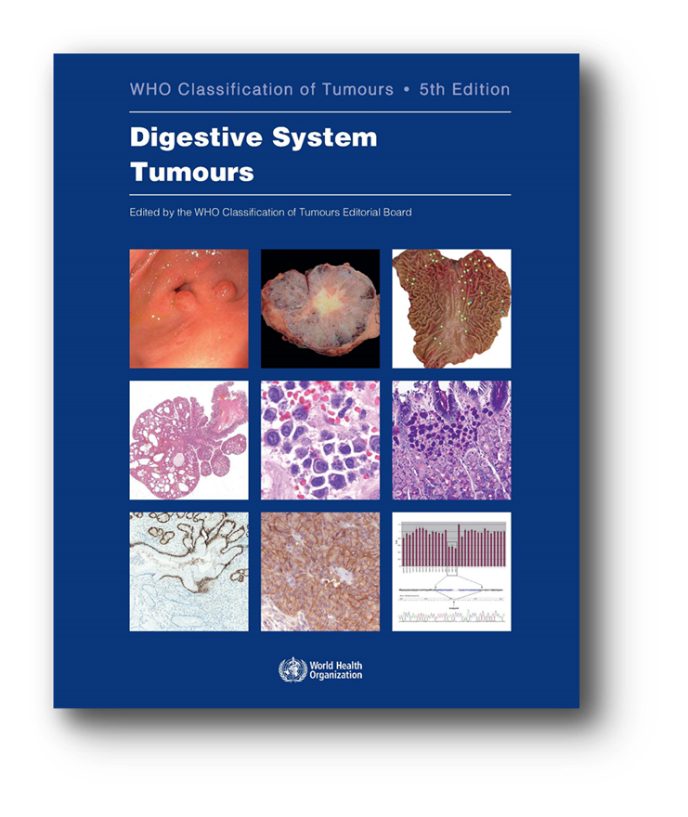 WHO Classification of Tumours • 5th Edition
Digestive System
Tumours
Edited by the WHO Classification of Tumours Editorial Board
World Health
Organization